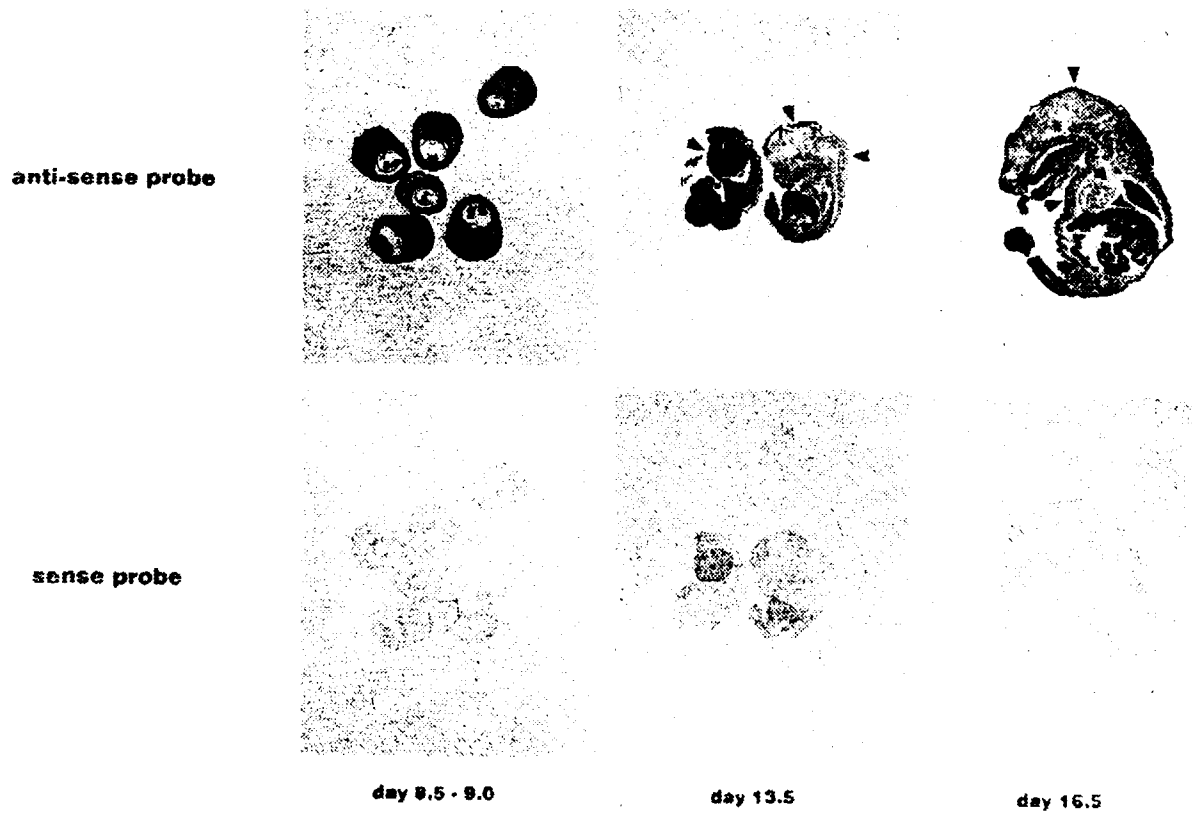 anti-sense probe
sense probe
day 8.5 - 9.0
day 13.5
day 16.5